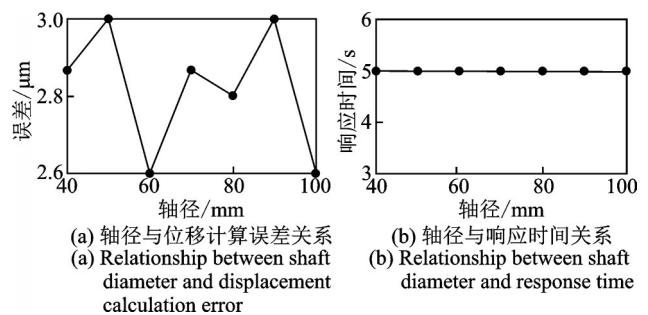 3.0
2.8
2.6
误差/μm
40
60
80
100
轴径/mm
(a) 轴径与位移计算误差关系
(a) Relationship between shaft
diameter and displacement
calculation error
6
5
4
3
响应时间/s
40
60
80
100
轴径/mm
(b) 轴径与响应时间关系
(b) Relationship between shaft
diameter and response time